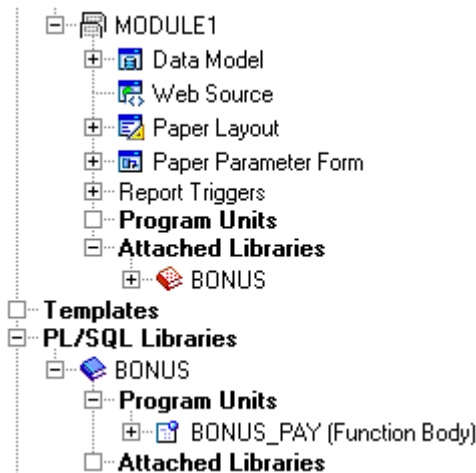 MODULE1
Data Model
Web Source
Paper Layout
Paper Parameter Form
Report Triggers
Program Units
Attached Libraries
BONUS
Templates
PL/SQL Libraries
BONUS
Program Units
BONUS_PAY (Function Body)
Attached Libraries